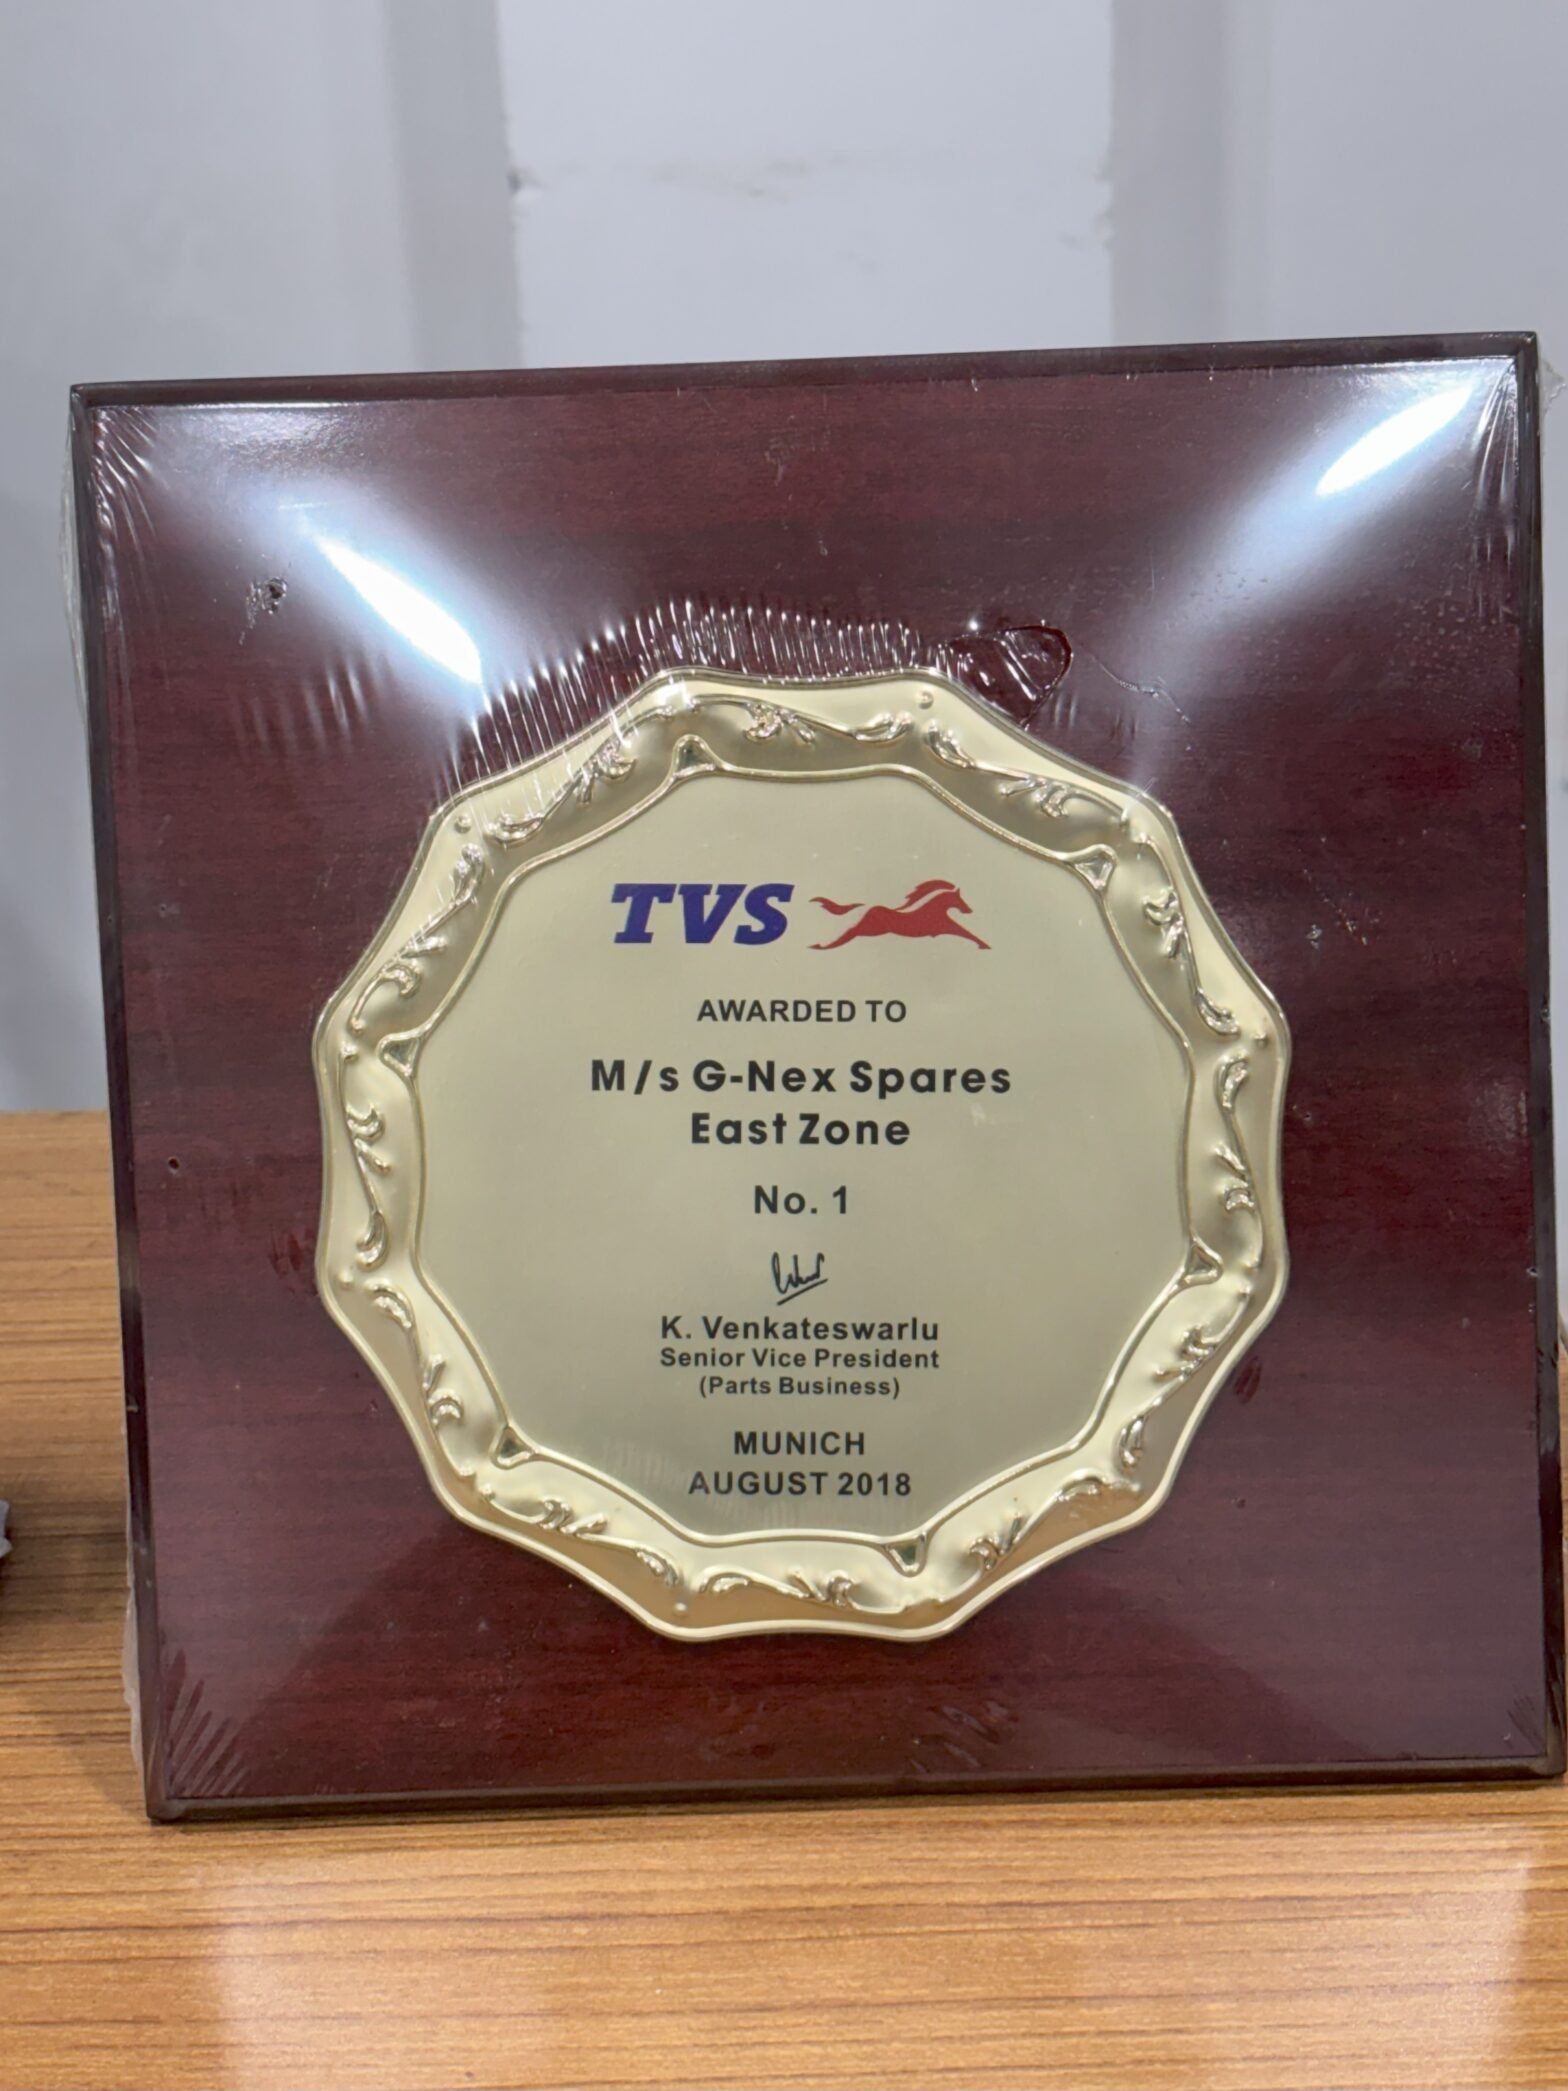 TVS
AWARDED TO
M/s G-Nex Spares
East Zone
No. 1
K. Venkateswarlu
Senior Vice President
(Parts Business)
MUNICH
AUGUST 2018